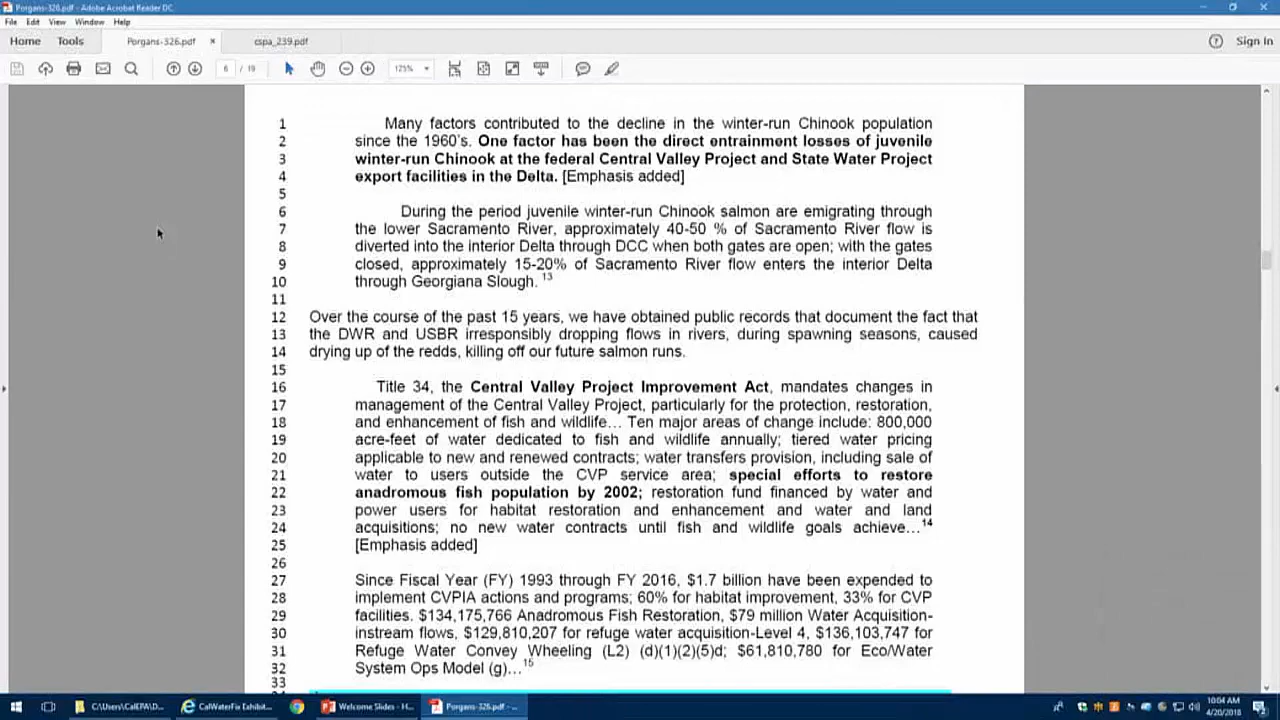 Porgans-326.pdf - Adobe Acrobat Reader DC
File Edit View Window Help
Home Tools Porgans-326.pdf × cspa_239.pdf Sign In
6 / 19 125%
1 Many factors contributed to the decline in the winter-run Chinook population
2 since the 1960's. One factor has been the direct entrainment losses of juvenile
3 winter-run Chinook at the federal Central Valley Project and State Water Project
4 export facilities in the Delta. [Emphasis added]
5
6 During the period juvenile winter-run Chinook salmon are emigrating through
7 the lower Sacramento River, approximately 40-50 % of Sacramento River flow is
8 diverted into the interior Delta through DCC when both gates are open; with the gates
9 closed, approximately 15-20% of Sacramento River flow enters the interior Delta
10 through Georgiana Slough. 13
11
12 Over the course of the past 15 years, we have obtained public records that document the fact that
13 the DWR and USBR irresponsibly dropping flows in rivers, during spawning seasons, caused
14 drying up of the redds, killing off our future salmon runs.
15
16 Title 34, the Central Valley Project Improvement Act, mandates changes in
17 management of the Central Valley Project, particularly for the protection, restoration,
18 and enhancement of fish and wildlife… Ten major areas of change include: 800,000
19 acre-feet of water dedicated to fish and wildlife annually; tiered water pricing
20 applicable to new and renewed contracts; water transfers provision, including sale of
21 water to users outside the CVP service area; special efforts to restore
22 anadromous fish population by 2002; restoration fund financed by water and
23 power users for habitat restoration and enhancement and water and land
24 acquisitions; no new water contracts until fish and wildlife goals achieve…14
25 [Emphasis added]
26
27 Since Fiscal Year (FY) 1993 through FY 2016, $1.7 billion have been expended to
28 implement CVPIA actions and programs; 60% for habitat improvement, 33% for CVP
29 facilities. $134,175,766 Anadromous Fish Restoration, $79 million Water Acquisition-
30 instream flows, $129,810,207 for refuge water acquisition-Level 4, $136,103,747 for
31 Refuge Water Convey Wheeling (L2) (d)(1)(2)(5)d; $61,810,780 for Eco/Water
32 System Ops Model (g)…15
33
C:\Users\CalEPA\D... CalWaterFix Exhibit... Welcome Slides - H... Porgans-326.pdf - ... 10:04 AM
4/20/2018